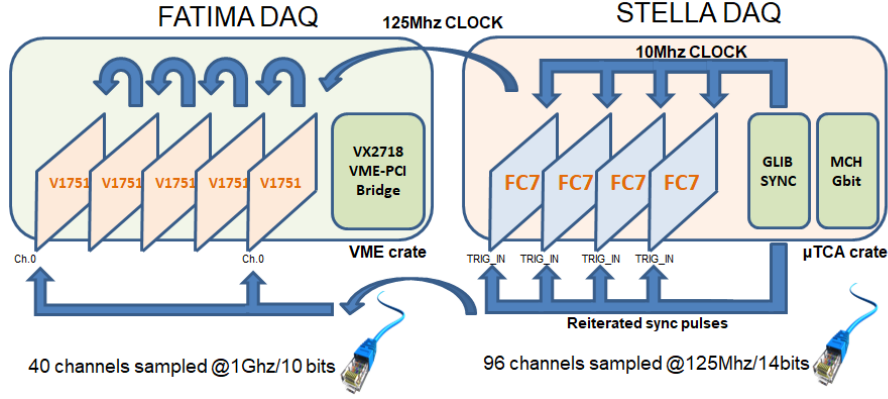 FATIMA DAQ
125Mhz CLOCK
STELLA DAQ
10Mhz CLOCK
V1751
V1751
V1751
V1751
V1751
VX2718
VME-PCI
Bridge
FC7
FC7
FC7
FC7
GLIB
SYNC
MCH
Gbit
VME crate
µTCA crate
Ch.0
Ch.0
TRIG_IN
TRIG_IN
TRIG_IN
TRIG_IN
Reiterated sync pulses
40 channels sampled @1Ghz/10 bits
96 channels sampled @125Mhz/14bits